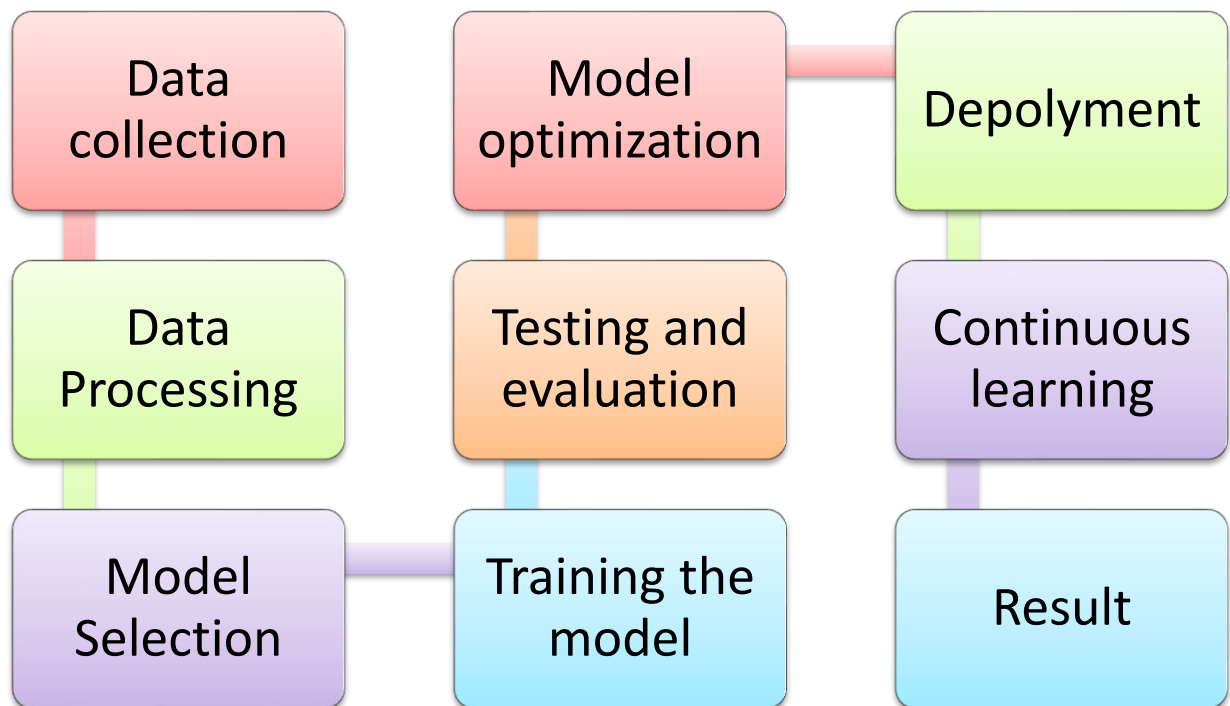 Data
collection
Data
Processing
Model
Selection
Training the
model
Testing and
evaluation
Model
optimization
Depolyment
Continuous
learning
Result